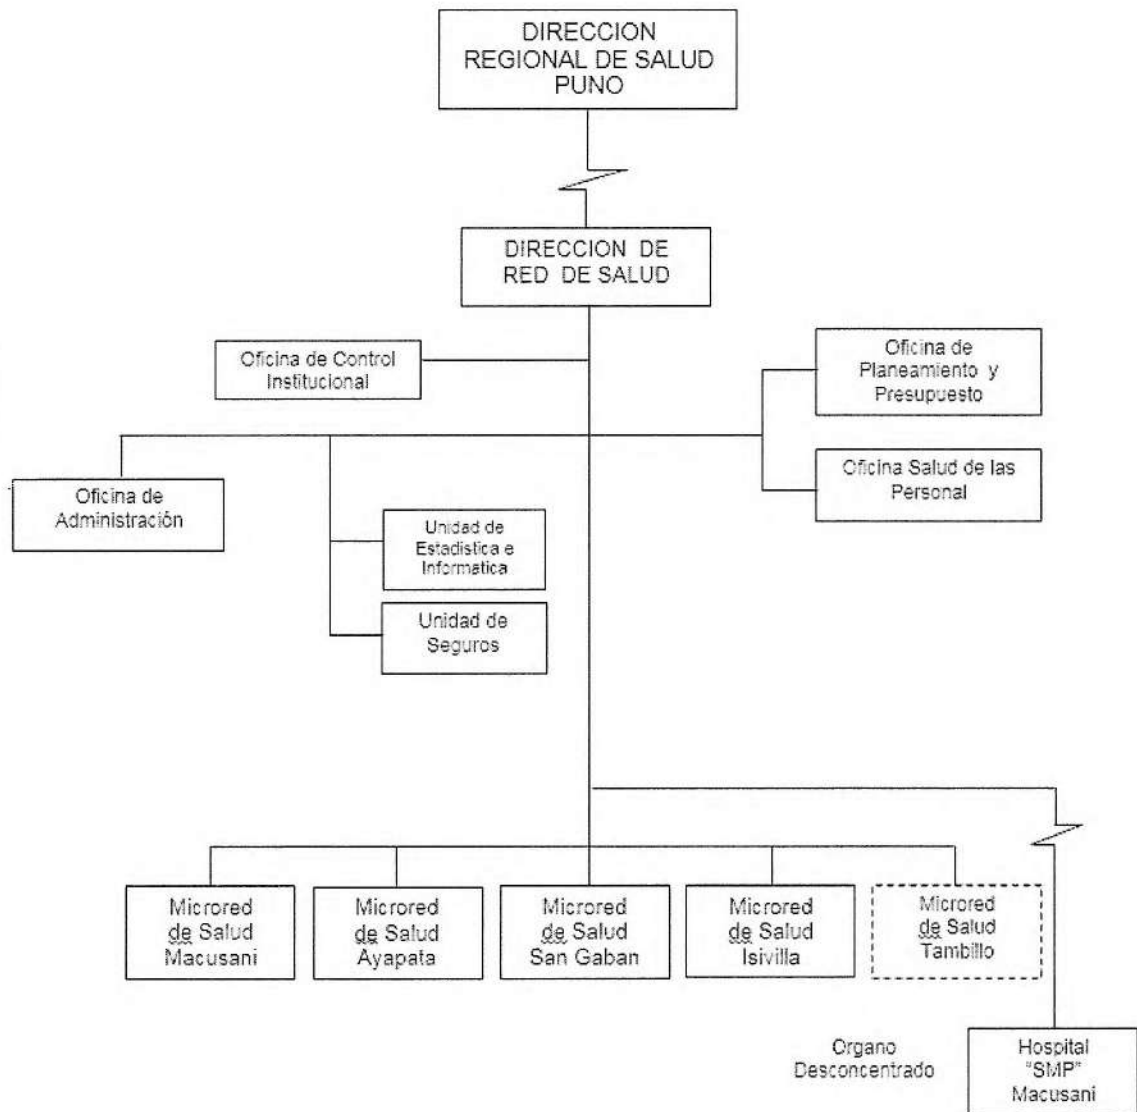 DIRECCION
REGIONAL DE SALUD
PUNO
DIRECCION DE
RED DE SALUD
Oficina de Control
Institucional
Oficina de
Planeamiento y
Presupuesto
Oficina de
Administración
Oficina Salud de las
Personal
Unidad de
Estadistica e
Informatica
Unidad de
Seguros
Microred
de Salud
Macusani
Microred
de Salud
Ayapata
Microred
de Salud
San Gaban
Microred
de Salud
Isivilla
Microred
de Salud
Tambillo
Organo
Desconcentrado
Hospital
"SMP"
Macusani